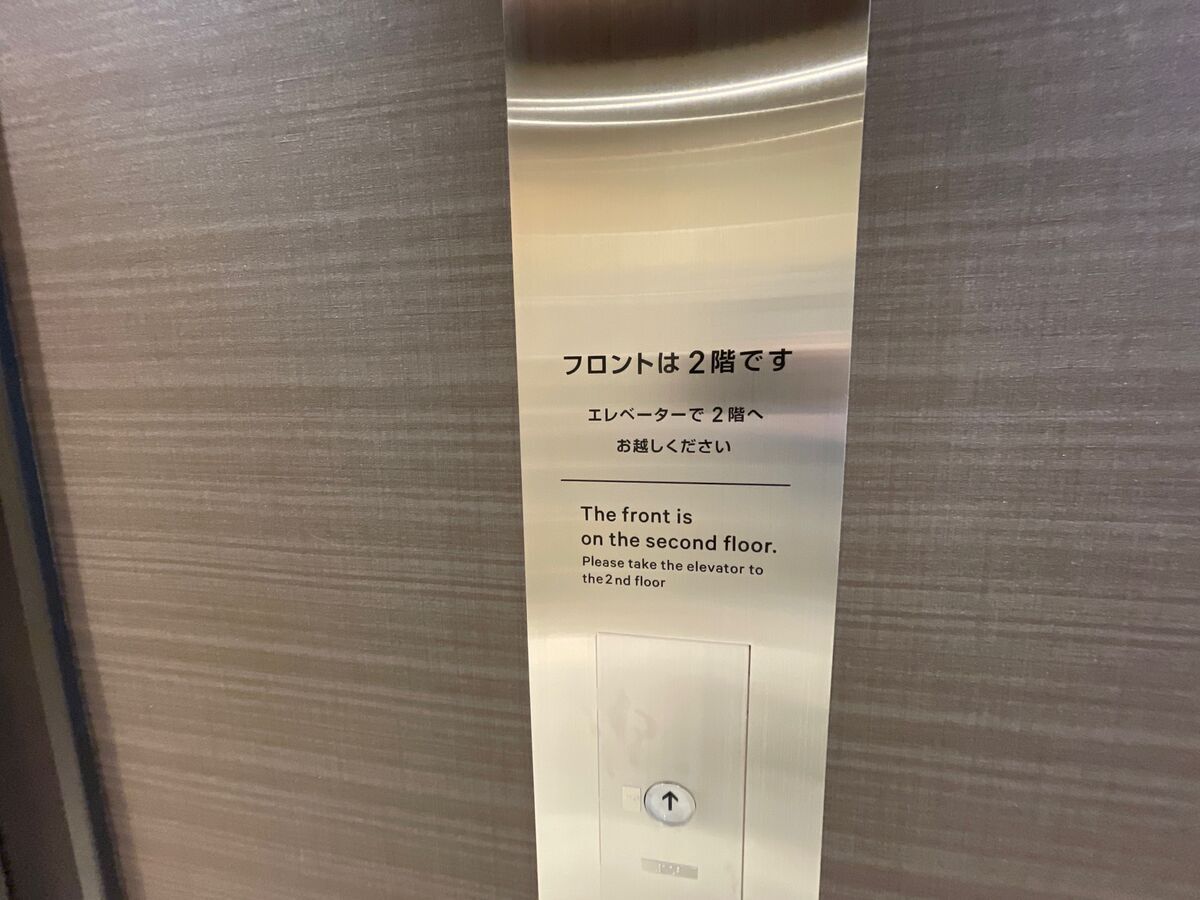 フロントは2階です
エレベーターで 2階へ
お越しください
The front is
on the second floor.
Please take the elevator to
the 2nd floor